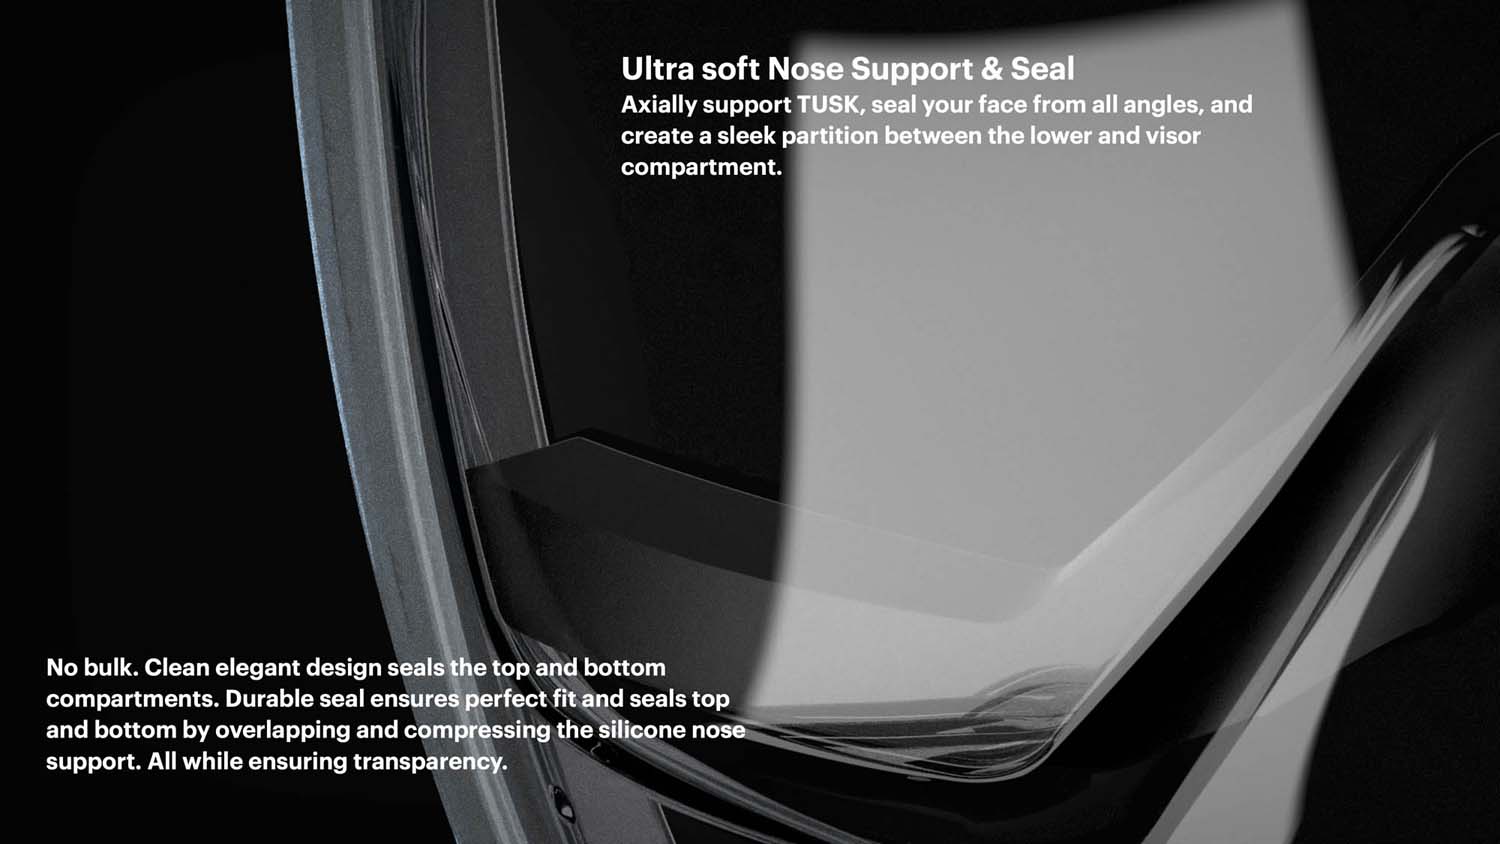 Ultra soft Nose Support & Seal
Axially support TUSK, seal your face from all angles, and
create a sleek partition between the lower and visor
compartment.
No bulk. Clean elegant design seals the top and bottom
compartments. Durable seal ensures perfect fit and seals top
and bottom by overlapping and compressing the silicone nose
support. All while ensuring transparency.